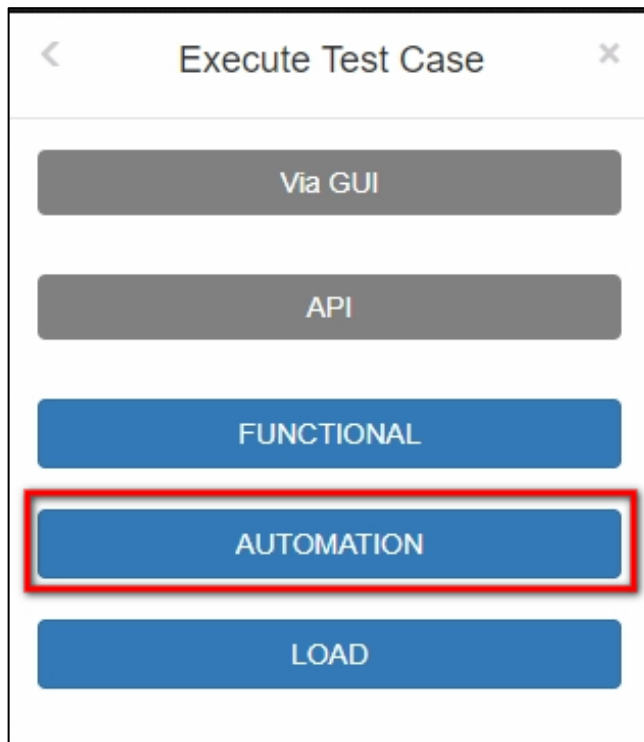 Execute Test Case
Via GUI
API
FUNCTIONAL
AUTOMATION
LOAD